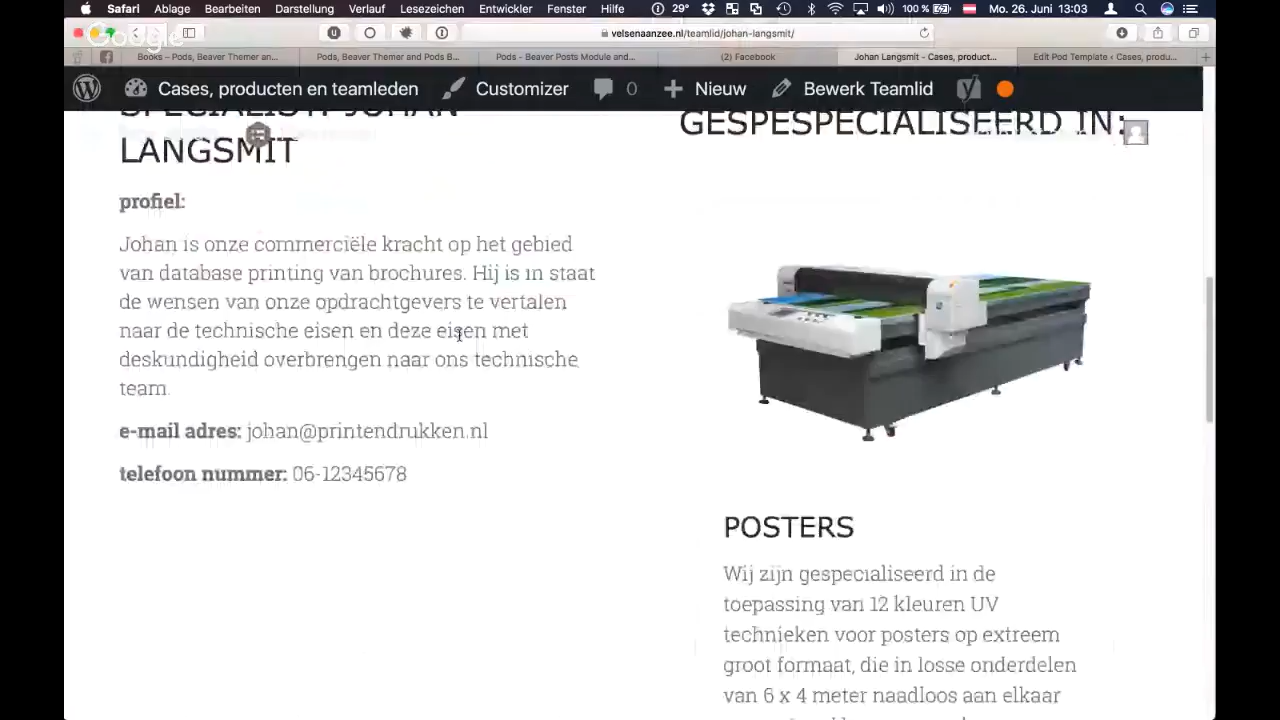 Safari Ablage Bearbeiten Darstellung Verlauf Lesezeichen Entwickler Fenster Hilfe 29° 100 % Mo. 26. Juni 13:03
Google
velsenaanzee.nl/teamlid/johan-langsmit/
Books – Pods, Beaver Themer an... Pods, Beaver Themer and Pods B... Pods - Beaver Posts Module and... (2) Facebook Johan Langsmit - Cases, product... Edit Pod Template ‹ Cases, produ...
Cases, producten en teamleden Customizer 0 Nieuw Bewerk Teamlid
SPECIALIST: JOHAN
LANGSMIT
profiel:
Johan is onze commerciële kracht op het gebied
van database printing van brochures. Hij is in staat
de wensen van onze opdrachtgevers te vertalen
naar de technische eisen en deze eisen met
deskundigheid overbrengen naar ons technische
team.
e-mail adres: johan@printendrukken.nl
telefoon nummer: 06-12345678
GESPESPECIALISEERD IN:
POSTERS
Wij zijn gespecialiseerd in de
toepassing van 12 kleuren UV
technieken voor posters op extreem
groot formaat, die in losse onderdelen
van 6 x 4 meter naadloos aan elkaar